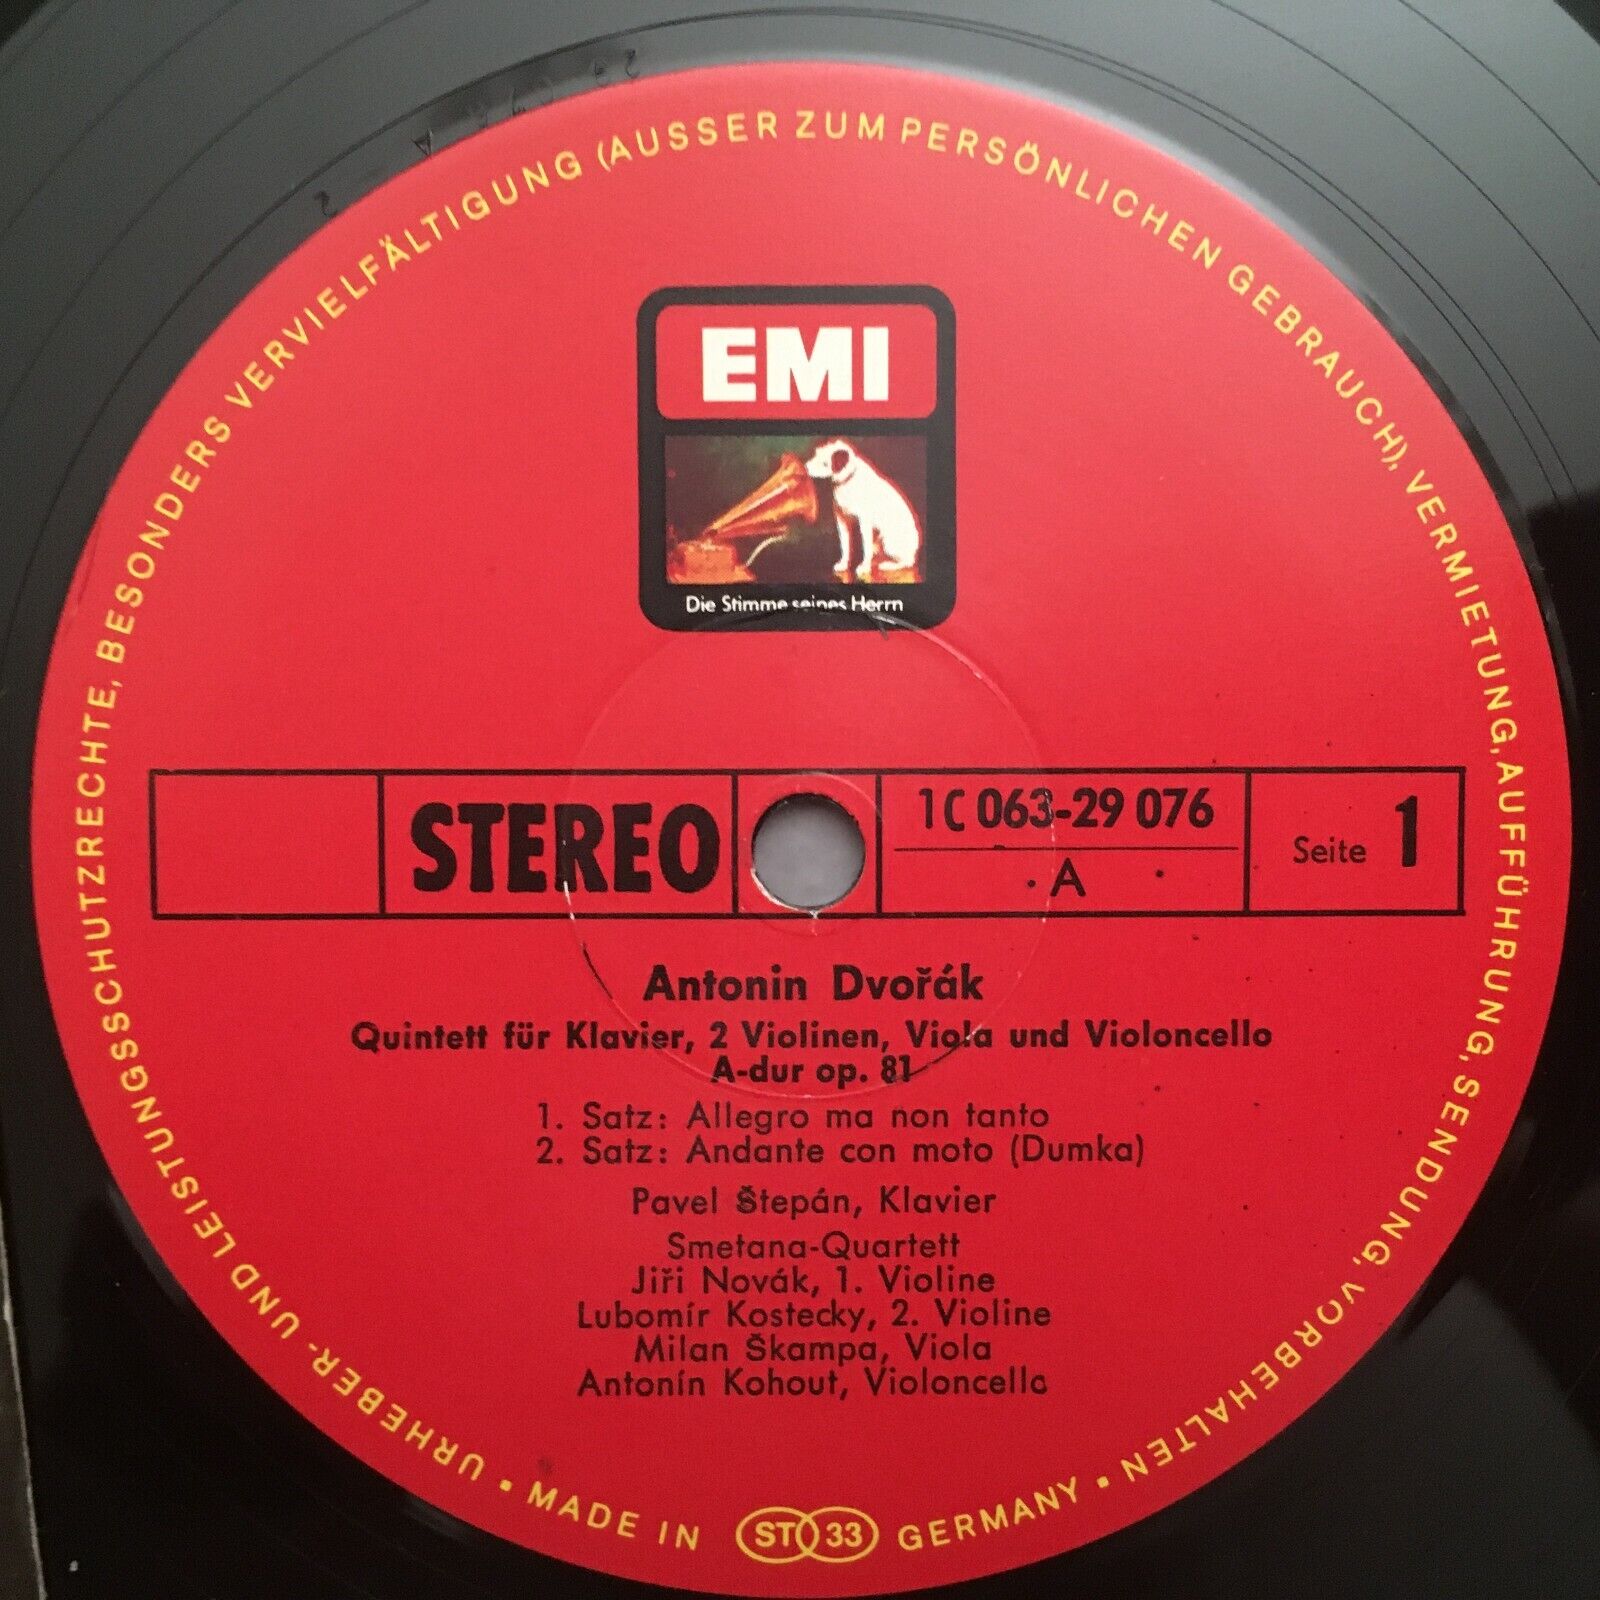 URHEBER- UND LEISTUNGSSCHUTZRECHTE, BESONDERS VERVIELFÄLTIGUNG (AUSSER ZUM PERSÖNLICHEN GEBRAUCH), VERMIETUNG, AUFFÜHRUNG, SENDUNG, VORBEHALTEN • MADE IN ST 33 GERMANY •
EMI
Die Stimme seines Herrn
STEREO
1C 063-29 076
A
Seite 1
Antonin Dvořák
Quintett für Klavier, 2 Violinen, Viola und Violoncello
A-dur op. 81
1. Satz: Allegro ma non tanto
2. Satz: Andante con moto (Dumka)
Pavel Štepán, Klavier
Smetana-Quartett
Jiři Novák, 1. Violine
Lubomír Kostecky, 2. Violine
Milan Škampa, Viola
Antonín Kohout, Violoncello